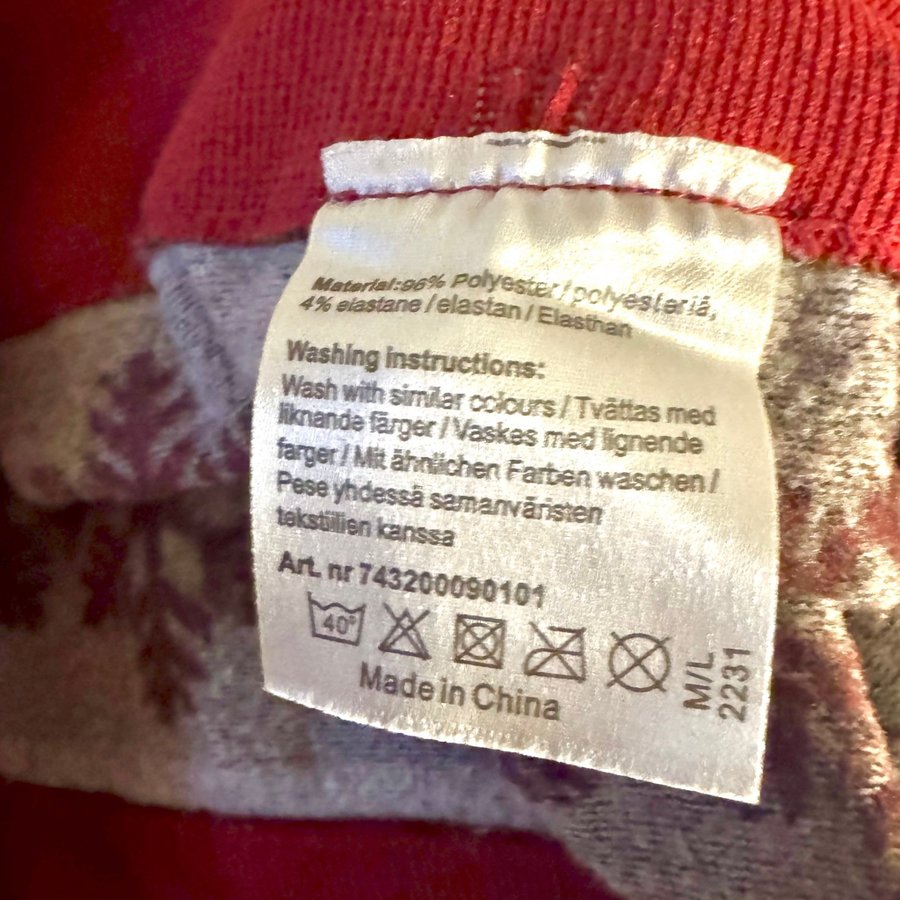 Material:96% Polyester/polyesteriä,
4% elastane/elastan/Elasthan
Washing instructions:
Wash with similar colours/Tvättas med
liknande färger/Vaskes med lignende
farger/Mit ähnlichen Farben waschen/
Pese yhdessä samanväristen
tekstiilien kanssa
Art. nr 743200090101
40°
Made in China
M/L
2231